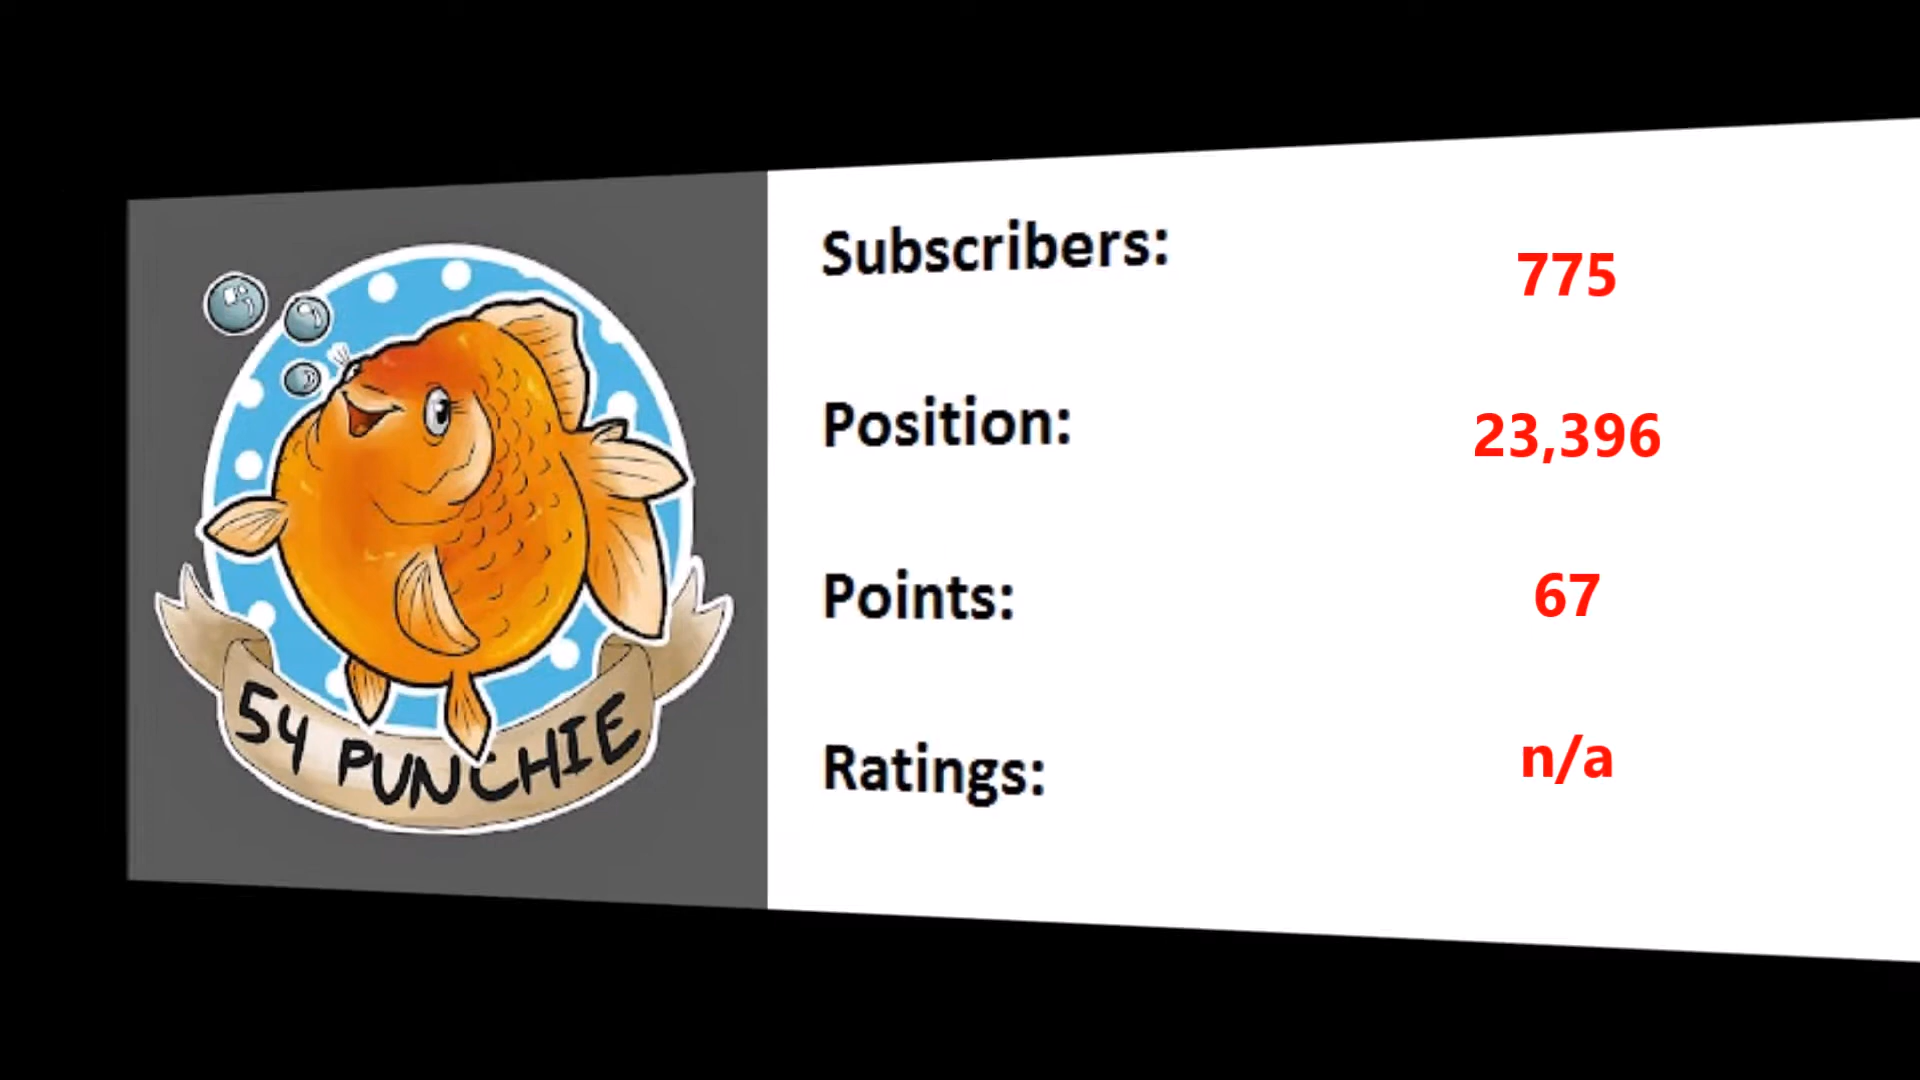 54 PUNCHIE
Subscribers: 775
Position: 23,396
Points: 67
Ratings: n/a